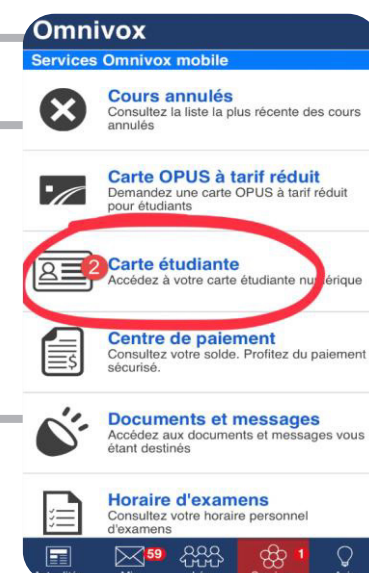 Omnivox
Services Omnivox mobile
Cours annulés
Consultez la liste la plus récente des cours
annulés
Carte OPUS à tarif réduit
Demandez une carte OPUS à tarif réduit
pour étudiants
2
Carte étudiante
Accédez à votre carte étudiante numérique
Centre de paiement
Consultez votre solde. Profitez du paiement
sécurisé.
Documents et messages
Accédez aux documents et messages vous
étant destinés
Horaire d'examens
Consultez votre horaire personnel
d'examens
59 1